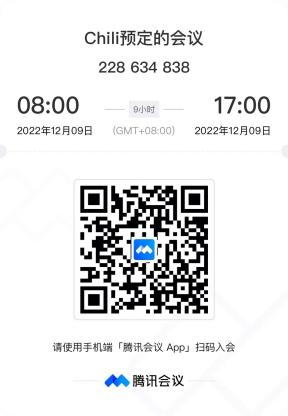 Chili预定的会议
228 634 838
08:00 9小时 17:00
2022年12月09日 (GMT+08:00) 2022年12月09日
请使用手机端「腾讯会议 App」扫码入会
腾讯会议